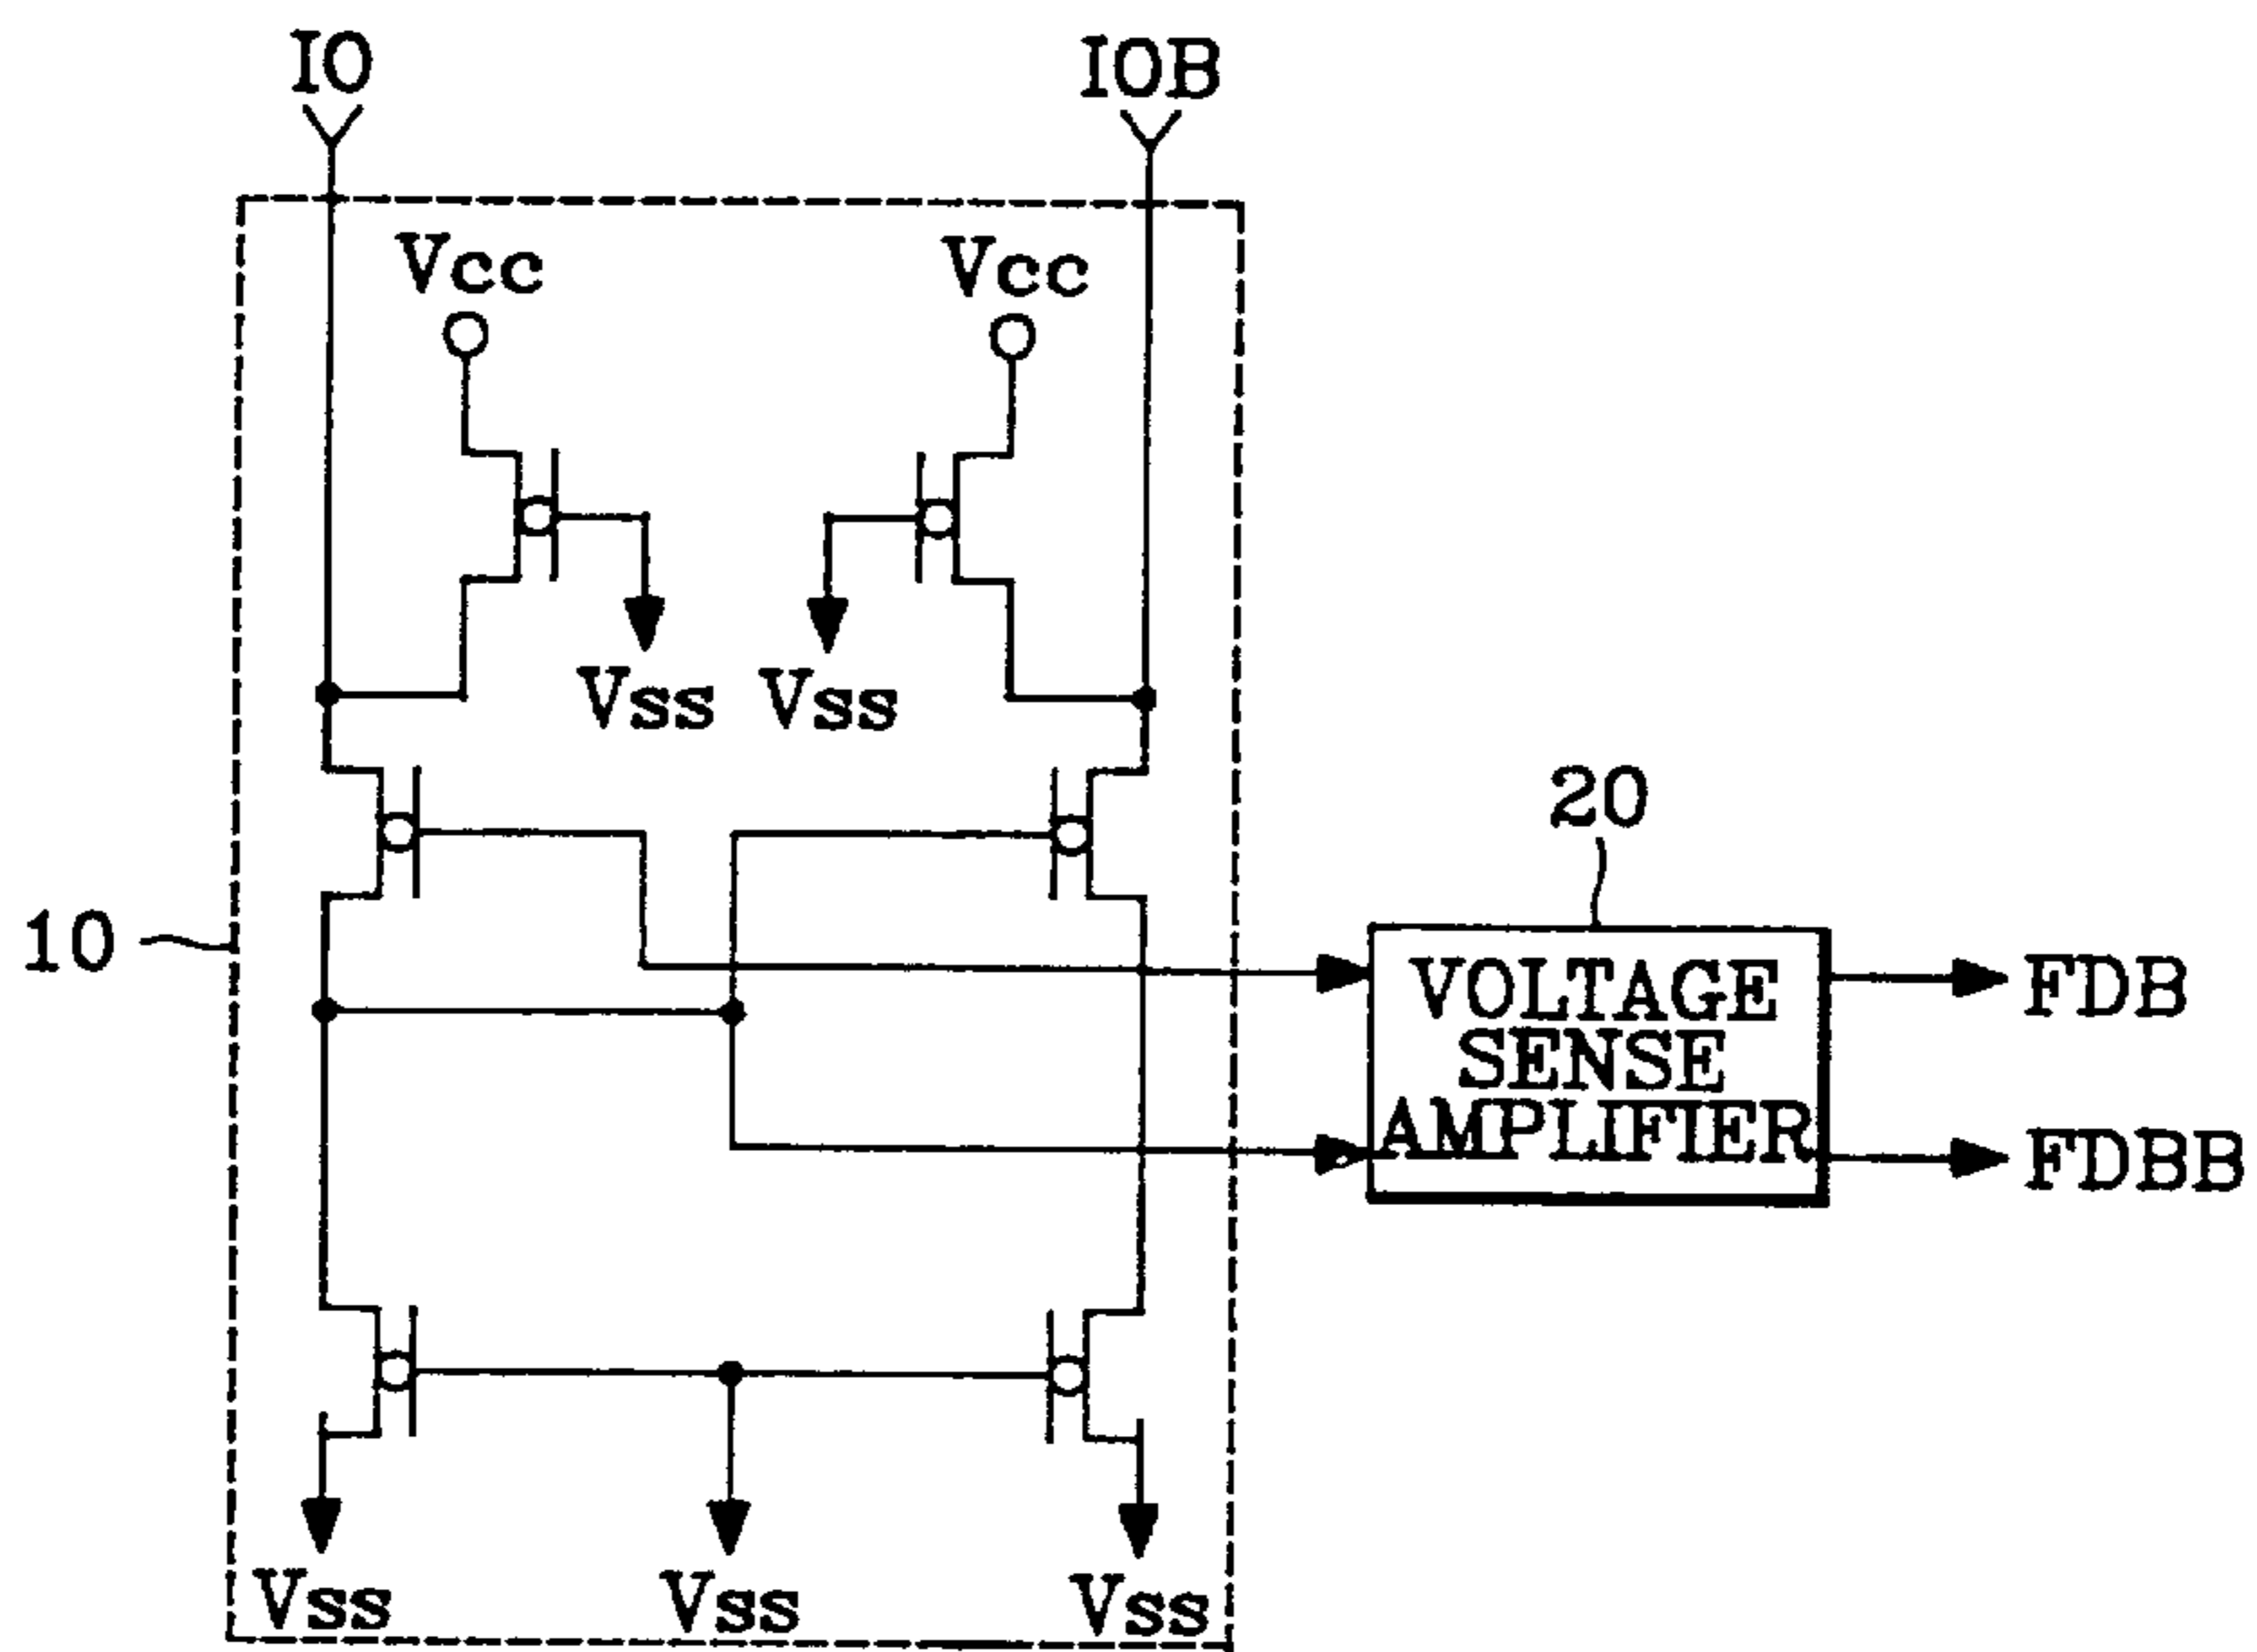 IO
IOB
Vcc
Vcc
Vss
Vss
20
10
VOLTAGE
SENSE
AMPLIFIER
FDB
FDBB
Vss
Vss
Vss